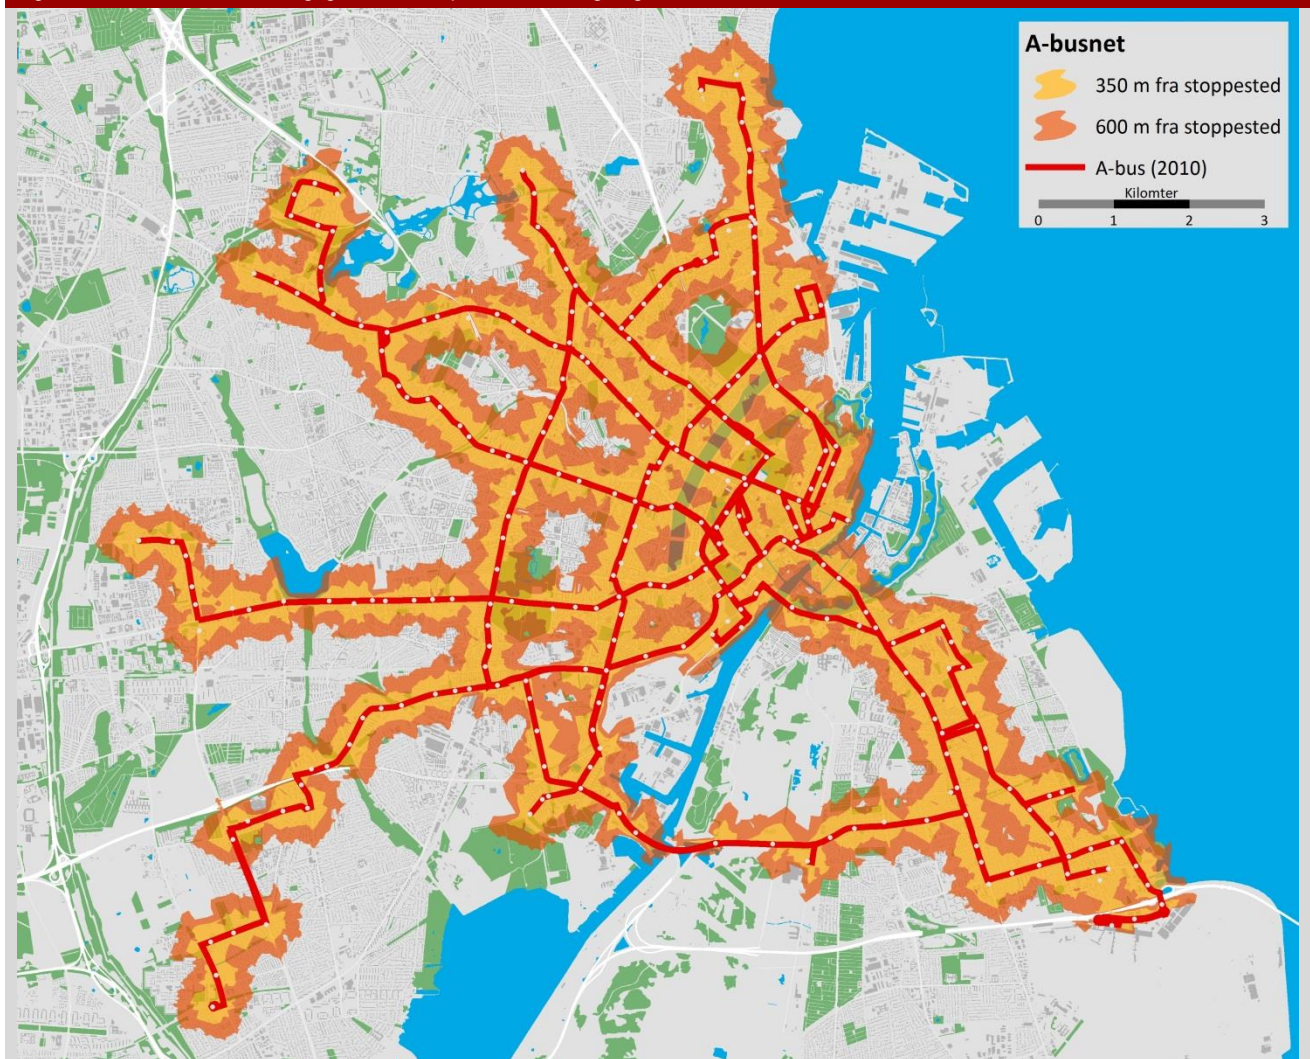 A-busnet
350 m fra stoppested
600 m fra stoppested
A-bus (2010)
Kilomter
0 1 2 3